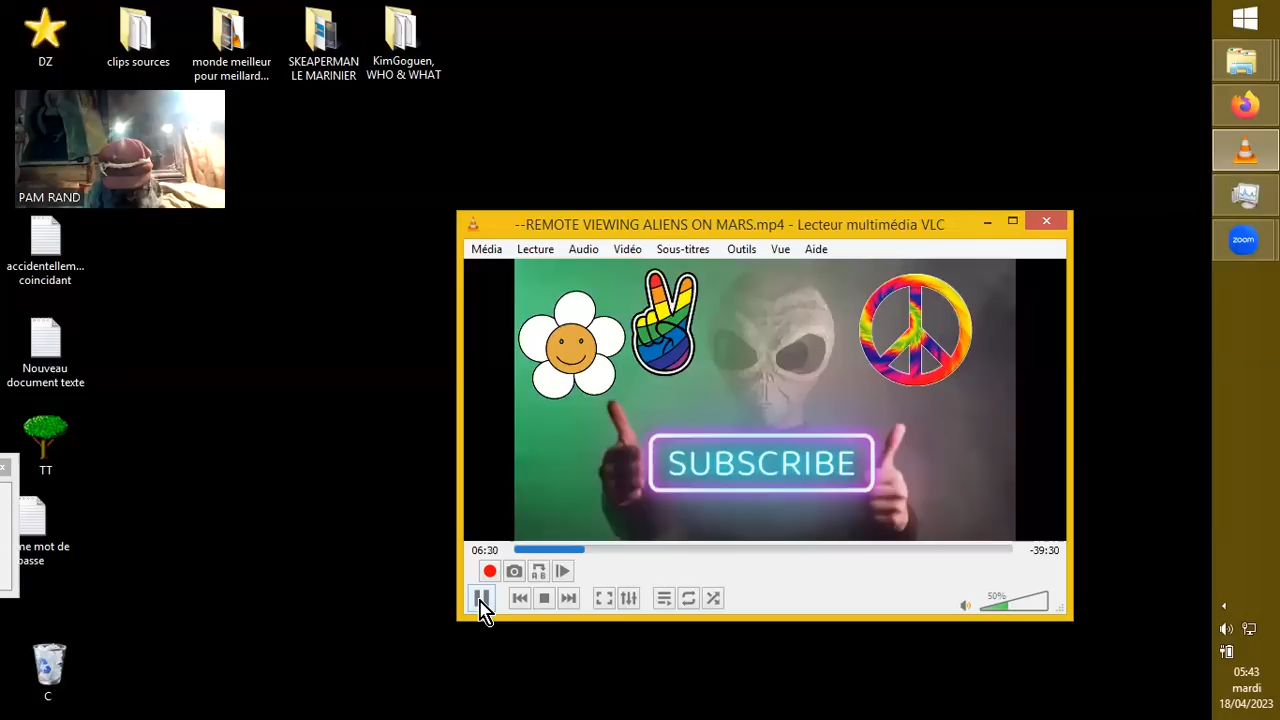 DZ
clips sources
monde meilleur
pour meillard...
SKEAPERMAN
LE MARINIER
KimGoguen,
WHO & WHAT
PAM RAND
accidentellem...
coincidant
Nouveau
document texte
TT
me mot de
passe
C
--REMOTE VIEWING ALIENS ON MARS.mp4 - Lecteur multimédia VLC
Média Lecture Audio Vidéo Sous-titres Outils Vue Aide
SUBSCRIBE
06:30
-39:30
A B
50%
zoom
05:43
mardi
18/04/2023